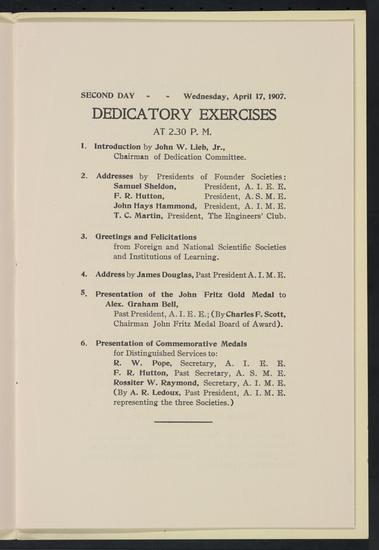 SECOND DAY - - Wednesday, April 17, 1907.
DEDICATORY EXERCISES
AT 2.30 P. M.
1. Introduction by John W. Lieb, Jr.,
Chairman of Dedication Committee.
2. Addresses by Presidents of Founder Societies:
Samuel Sheldon, President, A. I. E. E.
F. R. Hutton, President, A. S. M. E.
John Hays Hammond, President, A. I. M. E.
T. C. Martin, President, The Engineers' Club.
3. Greetings and Felicitations
from Foreign and National Scientific Societies
and Institutions of Learning.
4. Address by James Douglas, Past President A. I. M. E.
5. Presentation of the John Fritz Gold Medal to
Alex. Graham Bell,
Past President, A. I. E. E.; (By Charles F. Scott,
Chairman John Fritz Medal Board of Award).
6. Presentation of Commemorative Medals
for Distinguished Services to:
R. W. Pope, Secretary, A. I. E. E.
F. R. Hutton, Past Secretary, A. S. M. E.
Rossiter W. Raymond, Secretary, A. I. M. E.
(By A. R. Ledoux, Past President, A. I. M. E.
representing the three Societies.)